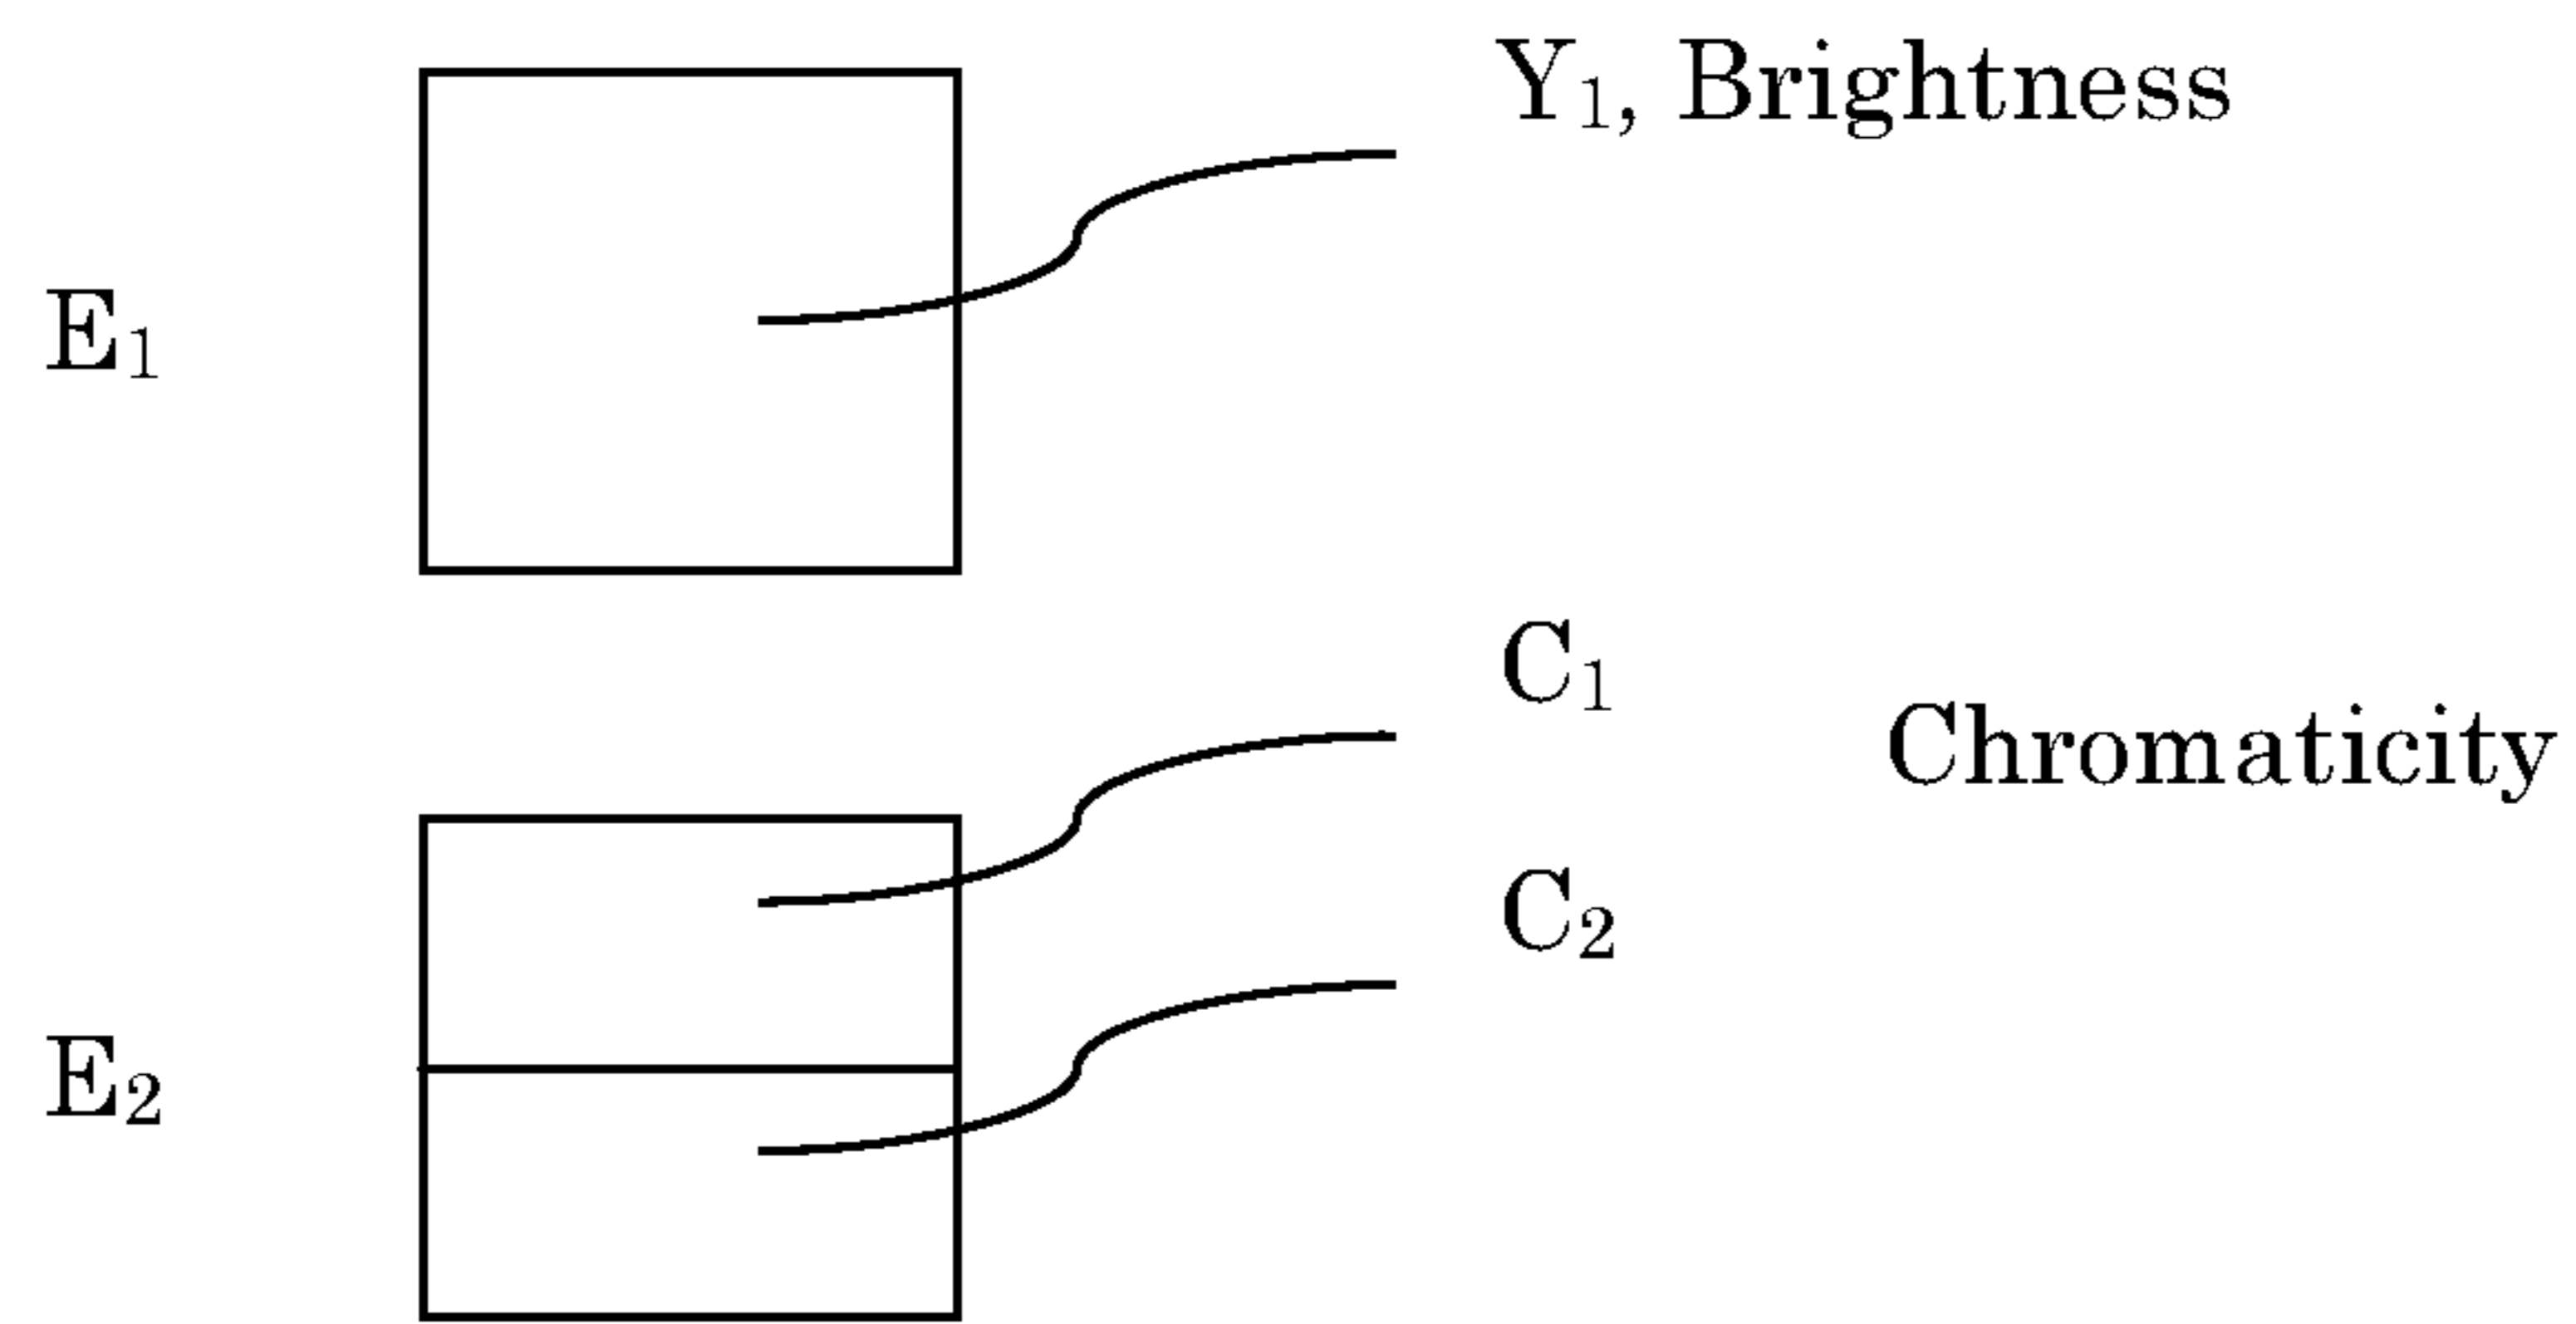 Y₁, Brightness
E₁
C₁
Chromaticity
C₂
E₂